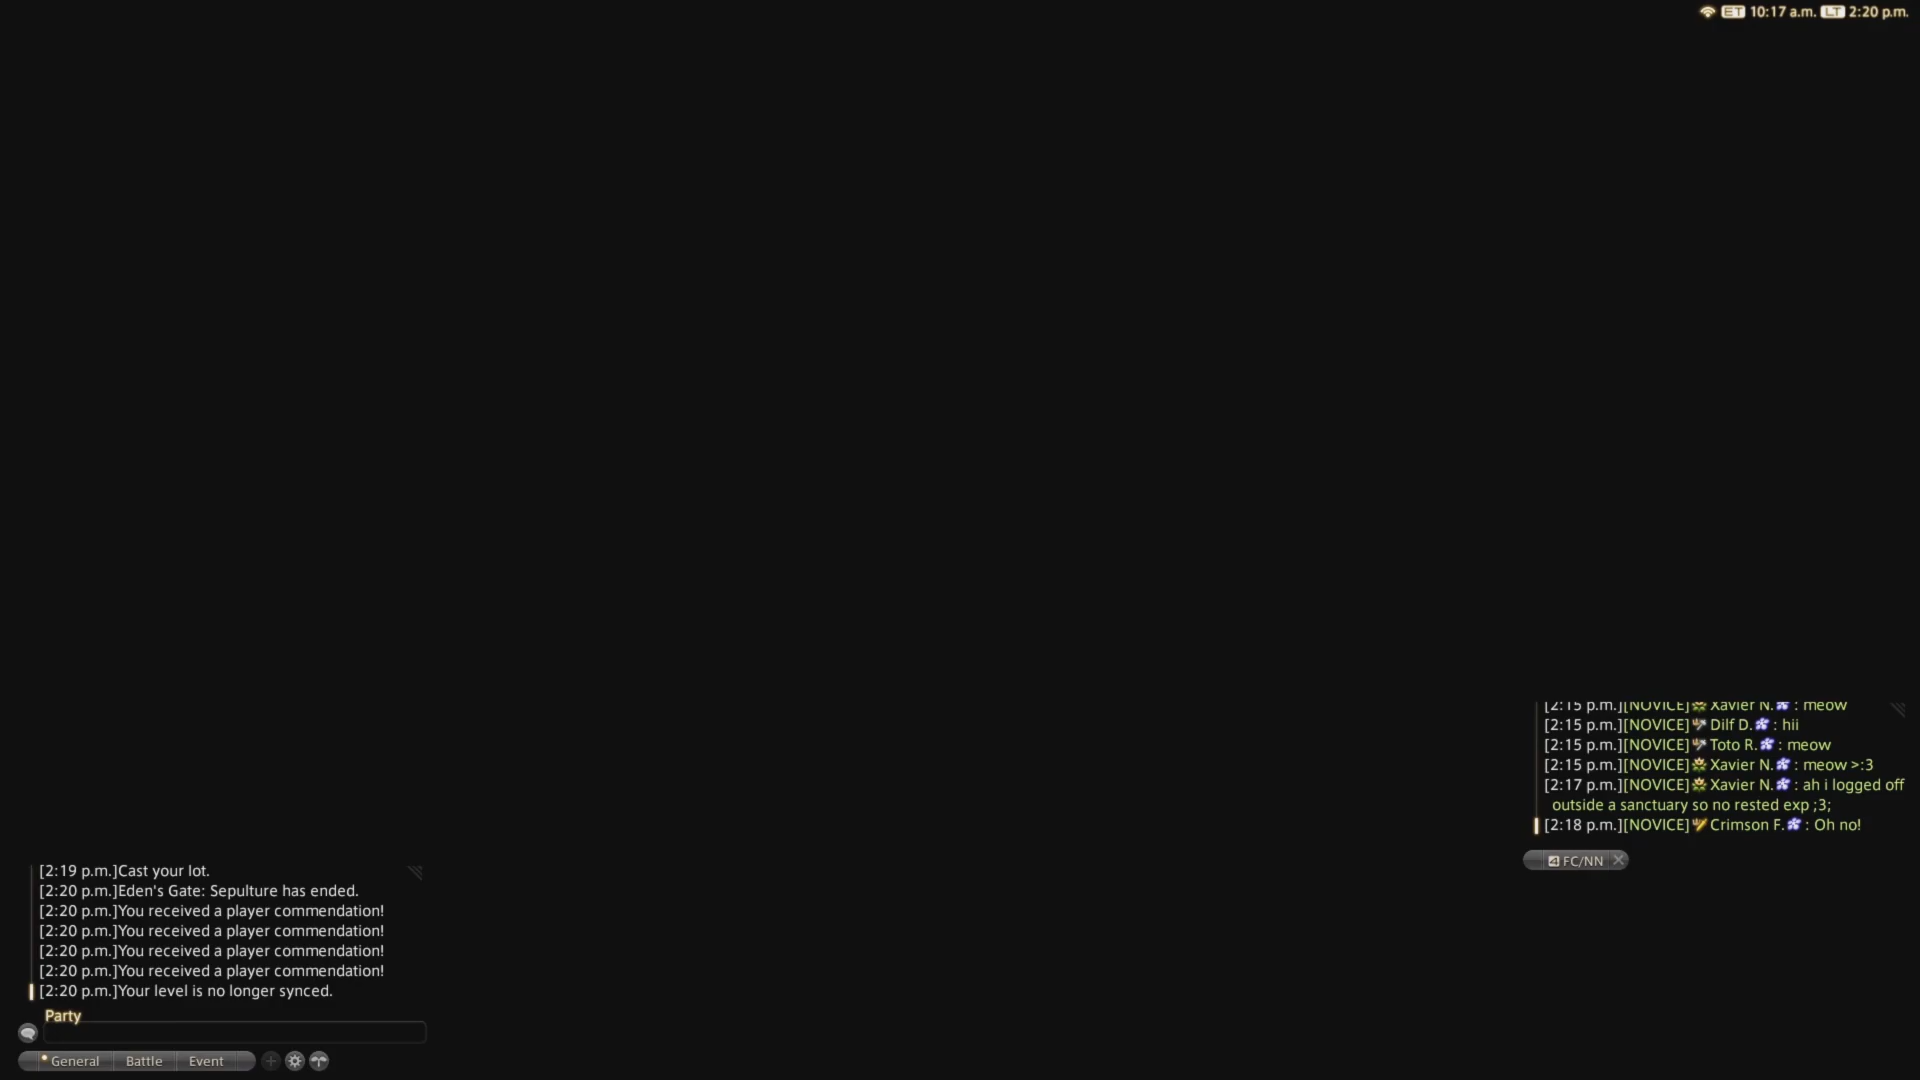 ET 10:17 a.m. LT 2:20 p.m.
[2:15 p.m.][NOVICE]Xavier N. : meow
[2:15 p.m.][NOVICE]Dilf D. : hii
[2:15 p.m.][NOVICE]Toto R. : meow
[2:15 p.m.][NOVICE]Xavier N. : meow >:3
[2:17 p.m.][NOVICE]Xavier N. : ah i logged off
outside a sanctuary so no rested exp ;3;
[2:18 p.m.][NOVICE]Crimson F. : Oh no!
4 FC/NN
[2:19 p.m.]Cast your lot.
[2:20 p.m.]Eden's Gate: Sepulture has ended.
[2:20 p.m.]You received a player commendation!
[2:20 p.m.]You received a player commendation!
[2:20 p.m.]You received a player commendation!
[2:20 p.m.]You received a player commendation!
[2:20 p.m.]Your level is no longer synced.
Party
General Battle Event